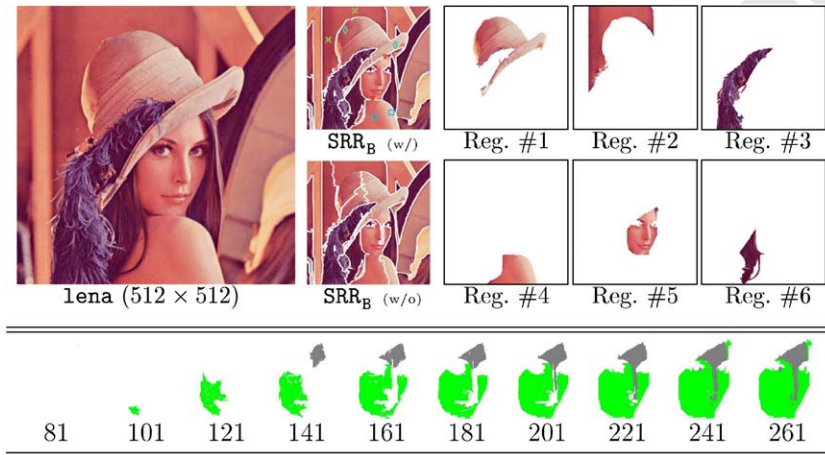 SRR_B (w/)
Reg. #1
Reg. #2
Reg. #3
lena (512 × 512)
SRR_B (w/o)
Reg. #4
Reg. #5
Reg. #6
81 101 121 141 161 181 201 221 241 261